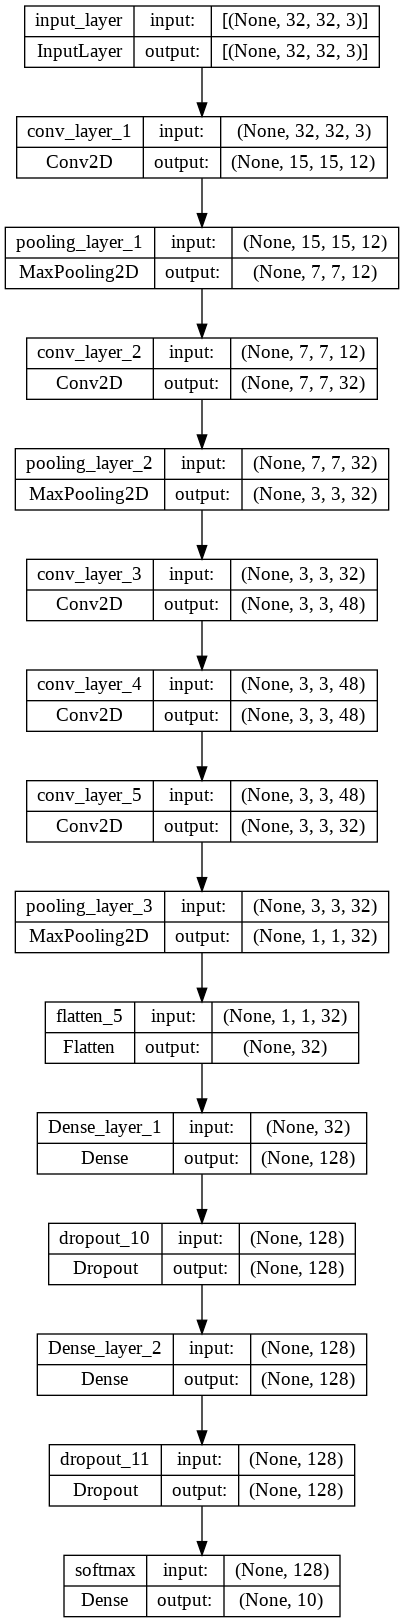 input_layer input: [(None, 32, 32, 3)]
InputLayer output: [(None, 32, 32, 3)]
conv_layer_1 input: (None, 32, 32, 3)
Conv2D output: (None, 15, 15, 12)
pooling_layer_1 input: (None, 15, 15, 12)
MaxPooling2D output: (None, 7, 7, 12)
conv_layer_2 input: (None, 7, 7, 12)
Conv2D output: (None, 7, 7, 32)
pooling_layer_2 input: (None, 7, 7, 32)
MaxPooling2D output: (None, 3, 3, 32)
conv_layer_3 input: (None, 3, 3, 32)
Conv2D output: (None, 3, 3, 48)
conv_layer_4 input: (None, 3, 3, 48)
Conv2D output: (None, 3, 3, 48)
conv_layer_5 input: (None, 3, 3, 48)
Conv2D output: (None, 3, 3, 32)
pooling_layer_3 input: (None, 3, 3, 32)
MaxPooling2D output: (None, 1, 1, 32)
flatten_5 input: (None, 1, 1, 32)
Flatten output: (None, 32)
Dense_layer_1 input: (None, 32)
Dense output: (None, 128)
dropout_10 input: (None, 128)
Dropout output: (None, 128)
Dense_layer_2 input: (None, 128)
Dense output: (None, 128)
dropout_11 input: (None, 128)
Dropout output: (None, 128)
softmax input: (None, 128)
Dense output: (None, 10)